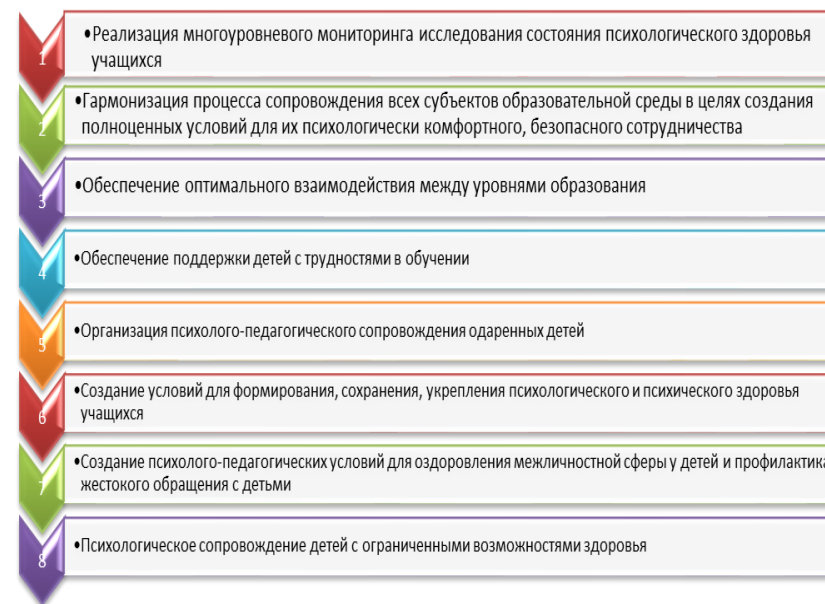 1
•Реализация многоуровневого мониторинга исследования состояния психологического здоровья
учащихся
2
•Гармонизация процесса сопровождения всех субъектов образовательной среды в целях создания
полноценных условий для их психологически комфортного, безопасного сотрудничества
3
•Обеспечение оптимального взаимодействия между уровнями образования
4
•Обеспечение поддержки детей с трудностями в обучении
5
•Организация психолого-педагогического сопровождения одаренных детей
6
•Создание условий для формирования, сохранения, укрепления психологического и психического здоровья
учащихся
7
•Создание психолого-педагогических условий для оздоровления межличностной сферы у детей и профилактика
жестокого обращения с детьми
8
•Психологическое сопровождение детей с ограниченными возможностями здоровья